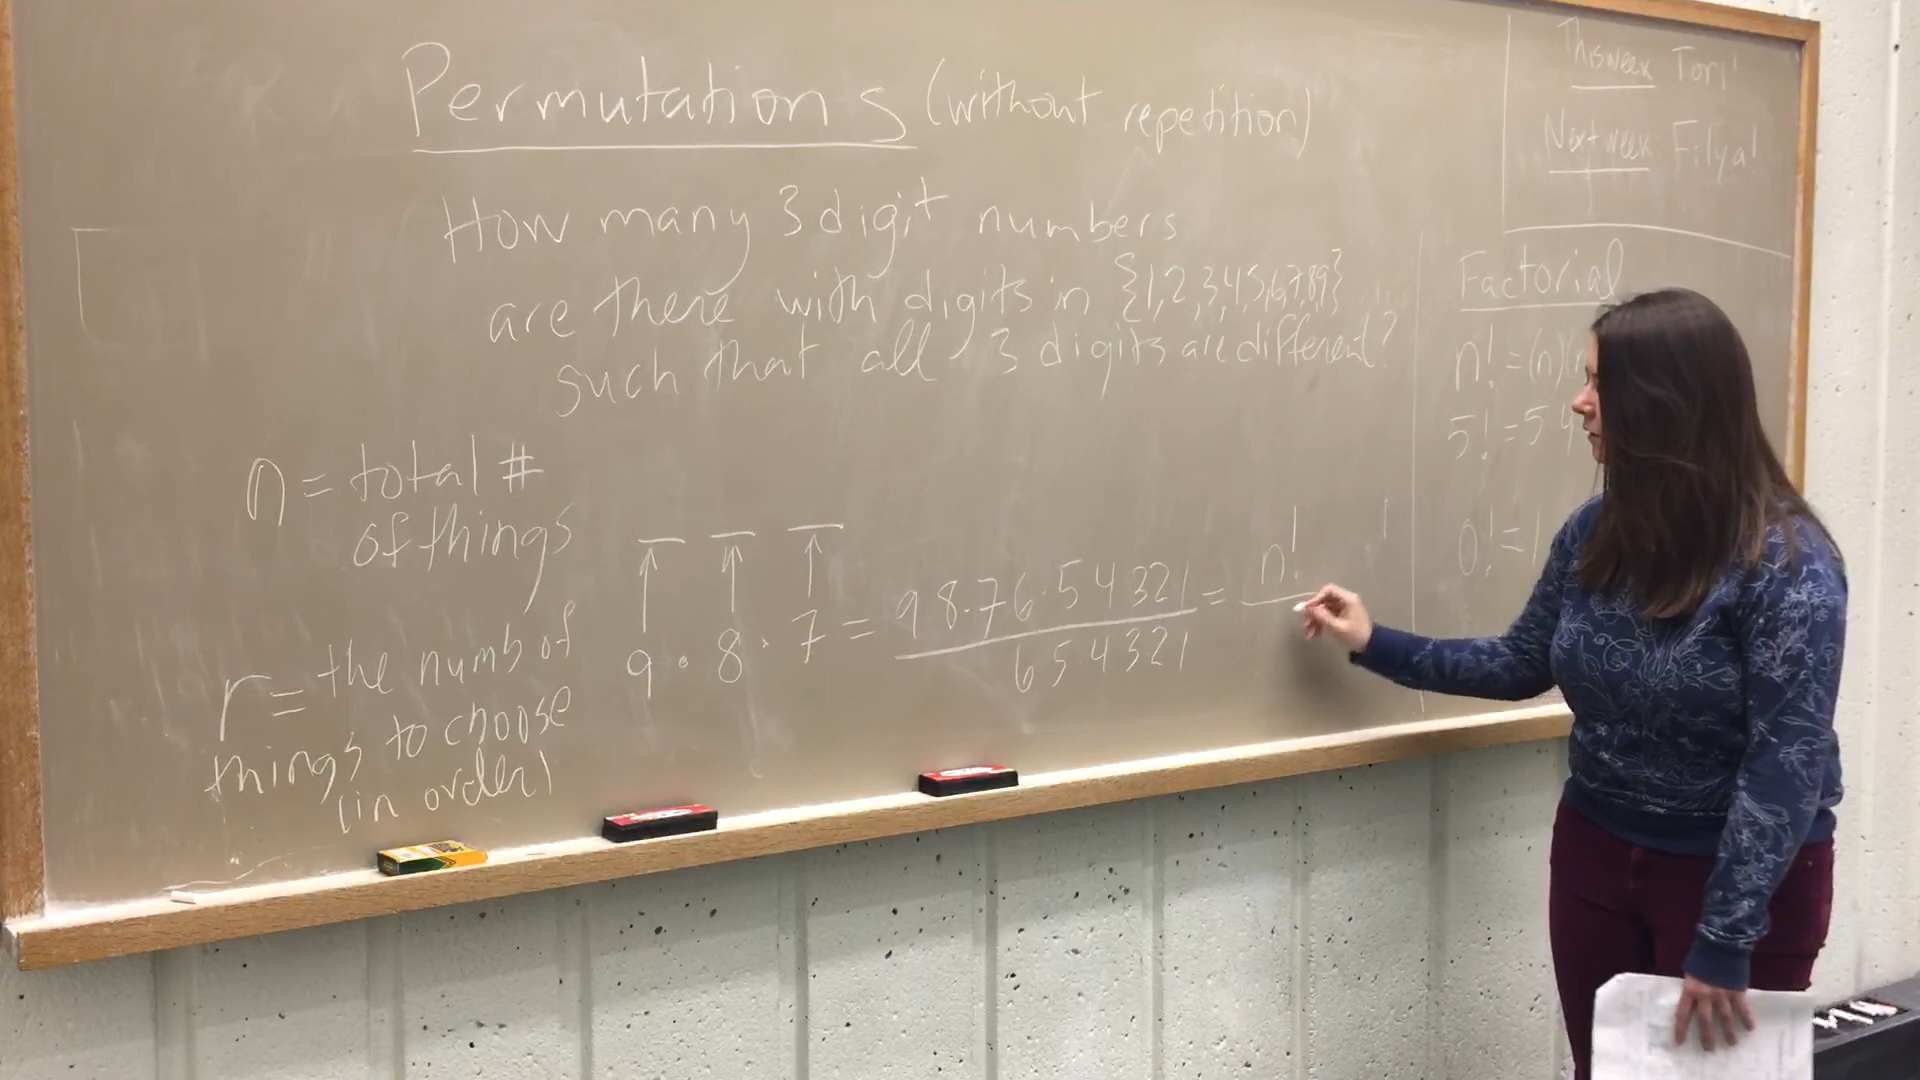 Permutations (without repetition)
How many 3 digit numbers
are there with digits in {1,2,3,4,5,6,7,8,9}
such that all 3 digits are different?
n = total #
of things
r = the numb of
things to choose
(in order)
9 · 8 · 7 = 9 8·7 6·5 4 3 2 1 = n!
6 5 4 3 2 1
This week Tori
Next week
Factorial
n! = (n)(
5! = 5 4
0! = 1